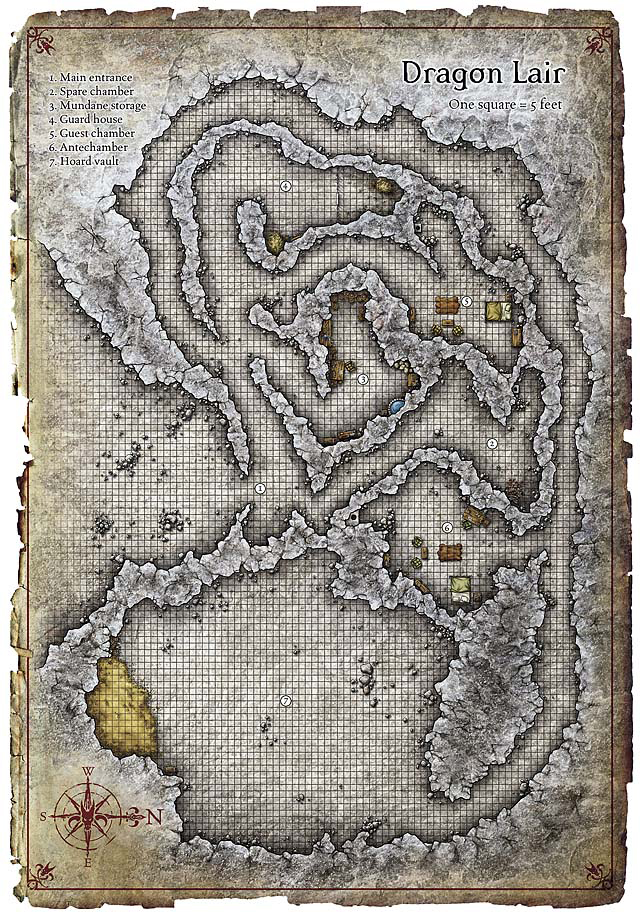 Dragon Lair
One square = 5 feet
1. Main entrance
2. Spare chamber
3. Mundane storage
4. Guard house
5. Guest chamber
6. Antechamber
7. Hoard vault
4
5
3
2
1
6
7
W
S N
E